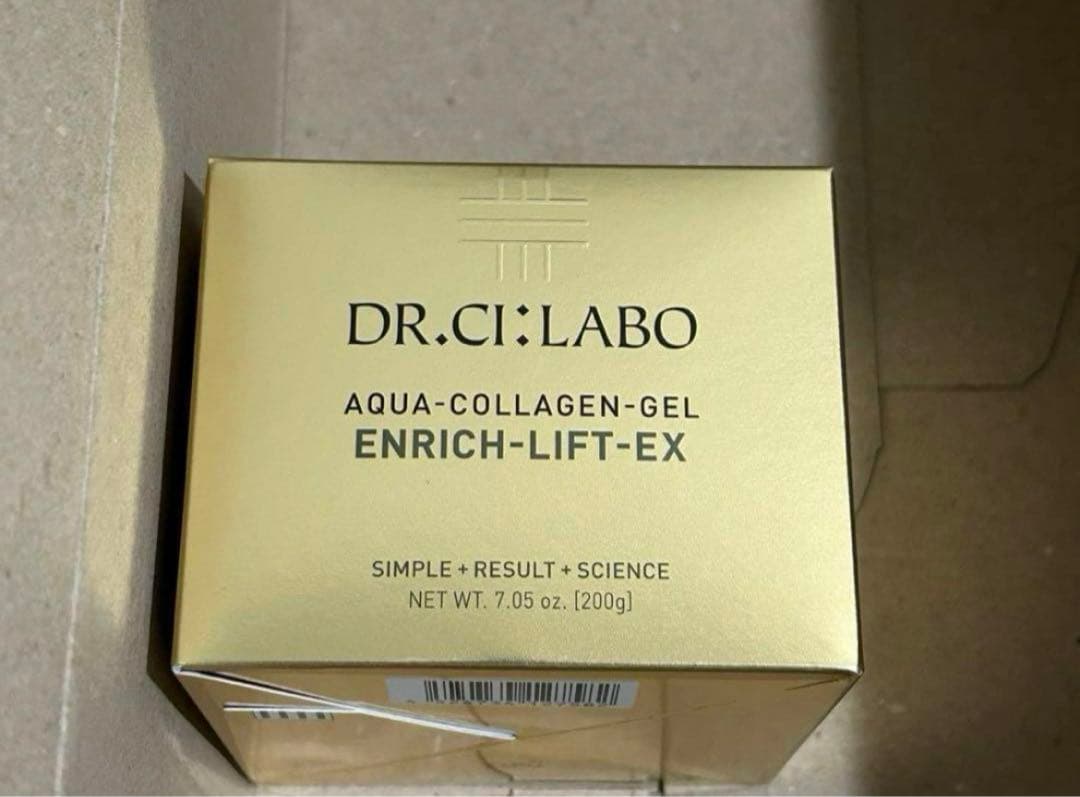 DR.CI:LABO
AQUA-COLLAGEN-GEL
ENRICH-LIFT-EX
SIMPLE + RESULT + SCIENCE
NET WT. 7.05 oz. [200g]